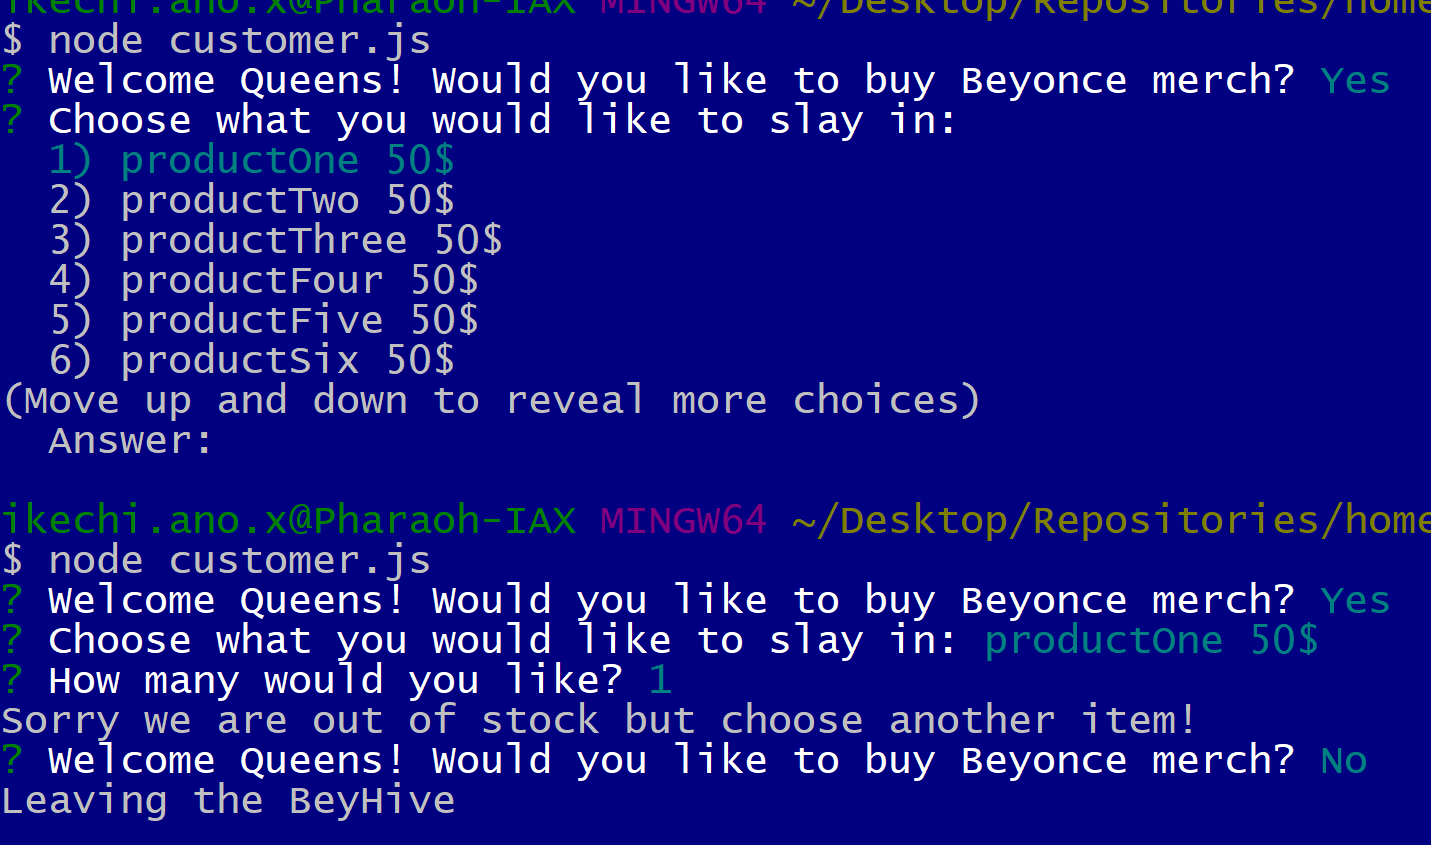 ikechi.ano.x@Pharaoh-IAX MINGW64 ~/Desktop/Repositories/home
$ node customer.js
? Welcome Queens! Would you like to buy Beyonce merch? Yes
? Choose what you would like to slay in:
  1) productOne 50$
  2) productTwo 50$
  3) productThree 50$
  4) productFour 50$
  5) productFive 50$
  6) productSix 50$
(Move up and down to reveal more choices)
  Answer:
ikechi.ano.x@Pharaoh-IAX MINGW64 ~/Desktop/Repositories/home
$ node customer.js
? Welcome Queens! Would you like to buy Beyonce merch? Yes
? Choose what you would like to slay in: productOne 50$
? How many would you like? 1
Sorry we are out of stock but choose another item!
? Welcome Queens! Would you like to buy Beyonce merch? No
Leaving the BeyHive